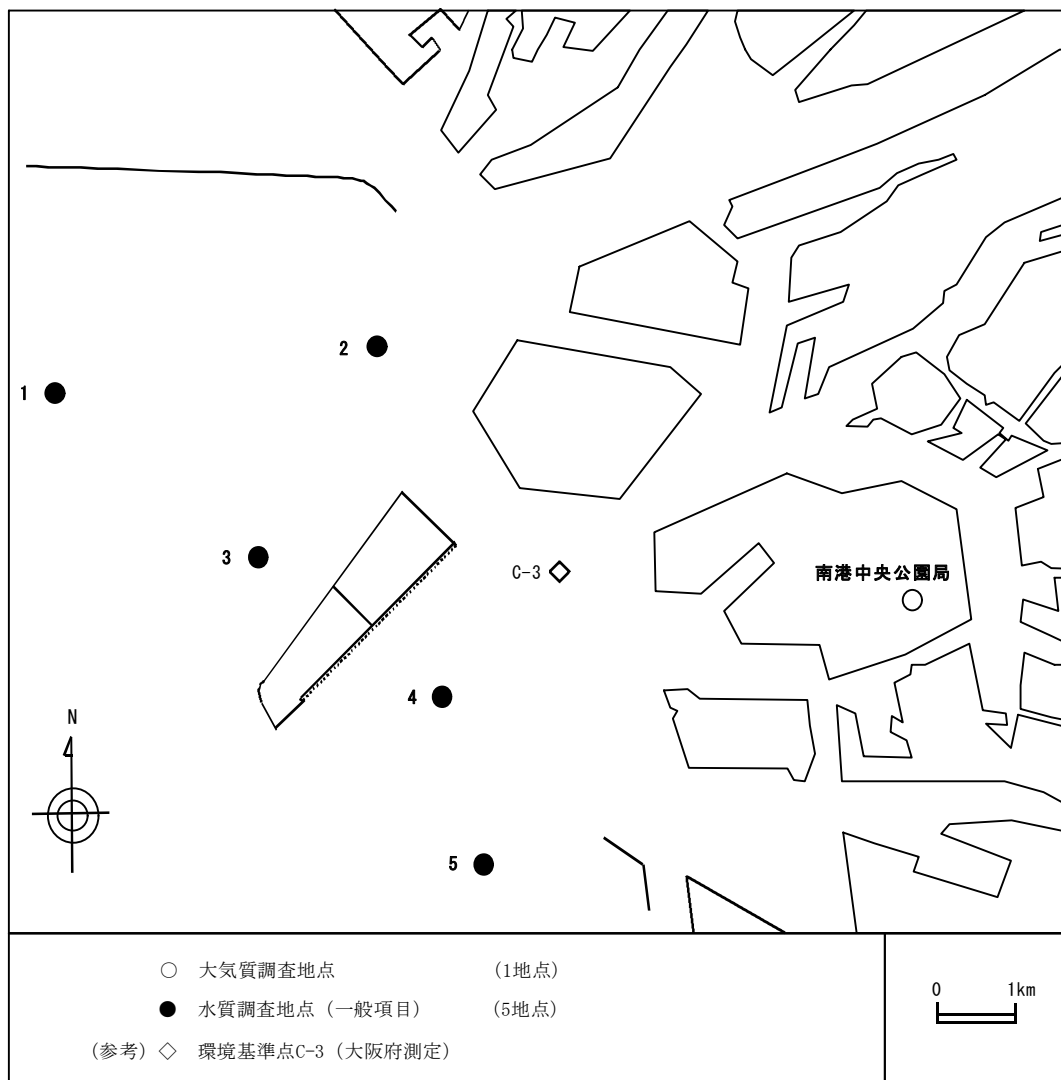 2
1
3
C-3
南港中央公園局
4
N
5
○ 大気質調査地点 (1地点)
● 水質調査地点 (一般項目) (5地点)
(参考) ◇ 環境基準点C-3 (大阪府測定)
0 1km